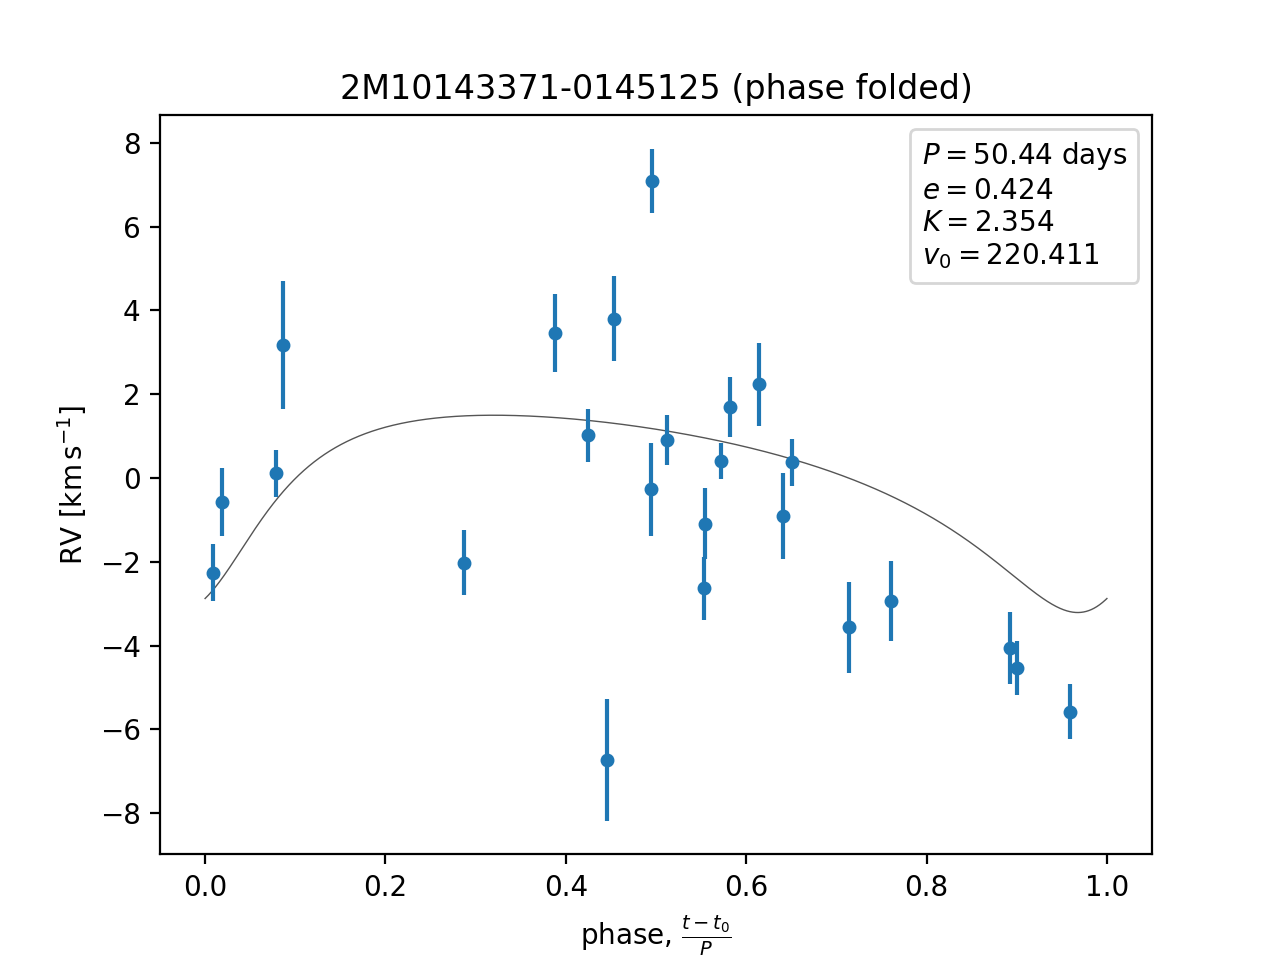 2M10143371-0145125 (phase folded)
P = 50.44 days
e = 0.424
K = 2.354
v₀ = 220.411
8
6
4
2
0
−2
−4
−6
−8
RV [km s⁻¹]
0.0 0.2 0.4 0.6 0.8 1.0
phase, (t − t₀)/P